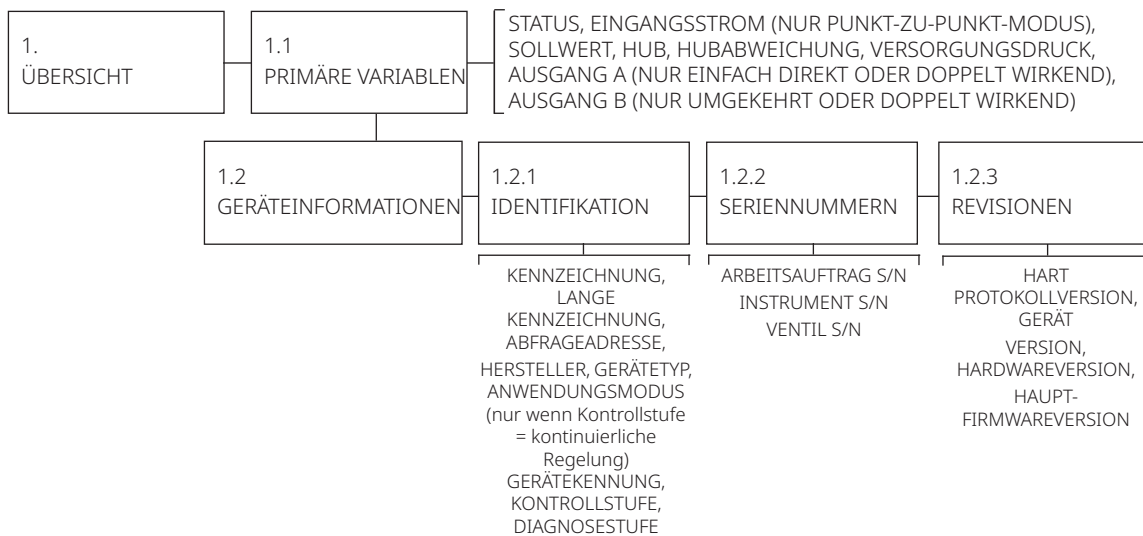 1.
ÜBERSICHT
1.1
PRIMÄRE VARIABLEN
STATUS, EINGANGSSTROM (NUR PUNKT-ZU-PUNKT-MODUS),
SOLLWERT, HUB, HUBABWEICHUNG, VERSORGUNGSDRUCK,
AUSGANG A (NUR EINFACH DIREKT ODER DOPPELT WIRKEND),
AUSGANG B (NUR UMGEKEHRT ODER DOPPELT WIRKEND)
1.2
GERÄTEINFORMATIONEN
1.2.1
IDENTIFIKATION
1.2.2
SERIENNUMMERN
1.2.3
REVISIONEN
KENNZEICHNUNG,
LANGE
KENNZEICHNUNG,
ABFRAGEADRESSE,
HERSTELLER, GERÄTETYP,
ANWENDUNGSMODUS
(nur wenn Kontrollstufe
= kontinuierliche
Regelung)
GERÄTEKENNUNG,
KONTROLLSTUFE,
DIAGNOSESTUFE
ARBEITSAUFTRAG S/N
INSTRUMENT S/N
VENTIL S/N
HART
PROTOKOLLVERSION,
GERÄT
VERSION,
HARDWAREVERSION,
HAUPT-
FIRMWAREVERSION